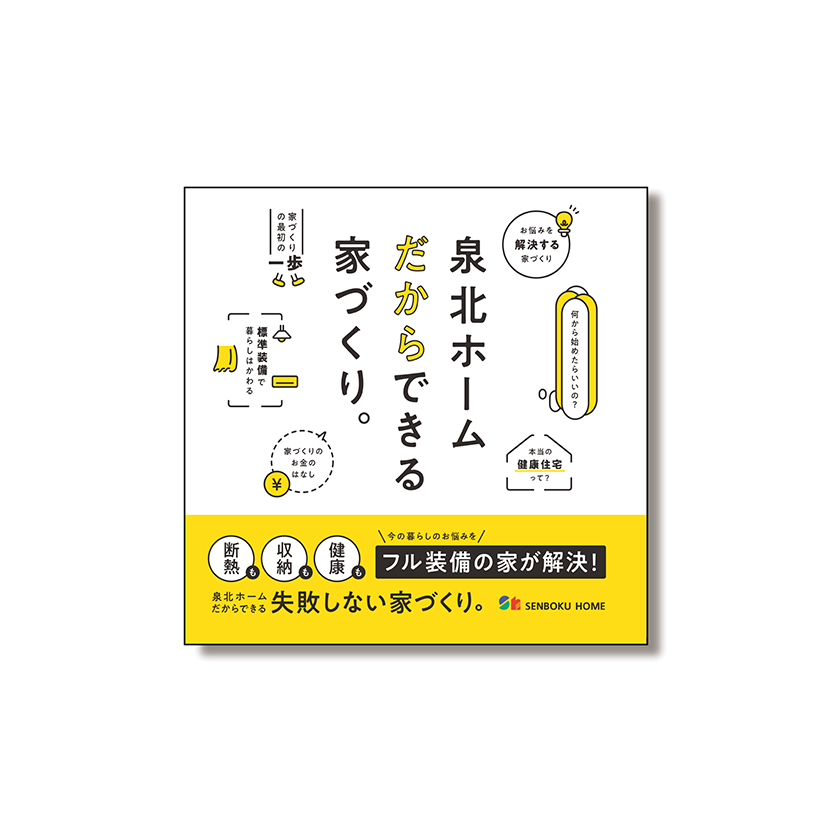 泉北ホーム
だからできる
家づくり。
お悩みを
解決する
家づくり
何から始めたらいいの？
本当の
健康住宅
って？
家づくり
の最初の
一歩
標準装備で
暮らしはかわる
家づくりの
お金の
はなし
¥
断熱も
収納も
健康も
今の暮らしのお悩みを
フル装備の家が解決！
泉北ホーム
だからできる
失敗しない家づくり。
SENBOKU HOME